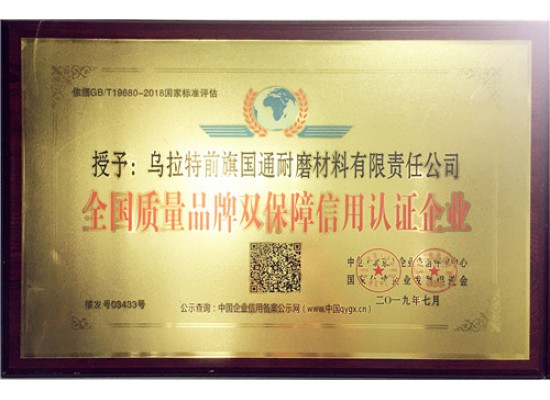 依据GB/T19680-2018国家标准评估
授予：乌拉特前旗国通耐磨材料有限责任公司
全国质量品牌双保障信用认证企业
国家
二〇一九年七月
核发号03433号
公示查询：中国企业信用备案公示网（www.中国qygx.cn）